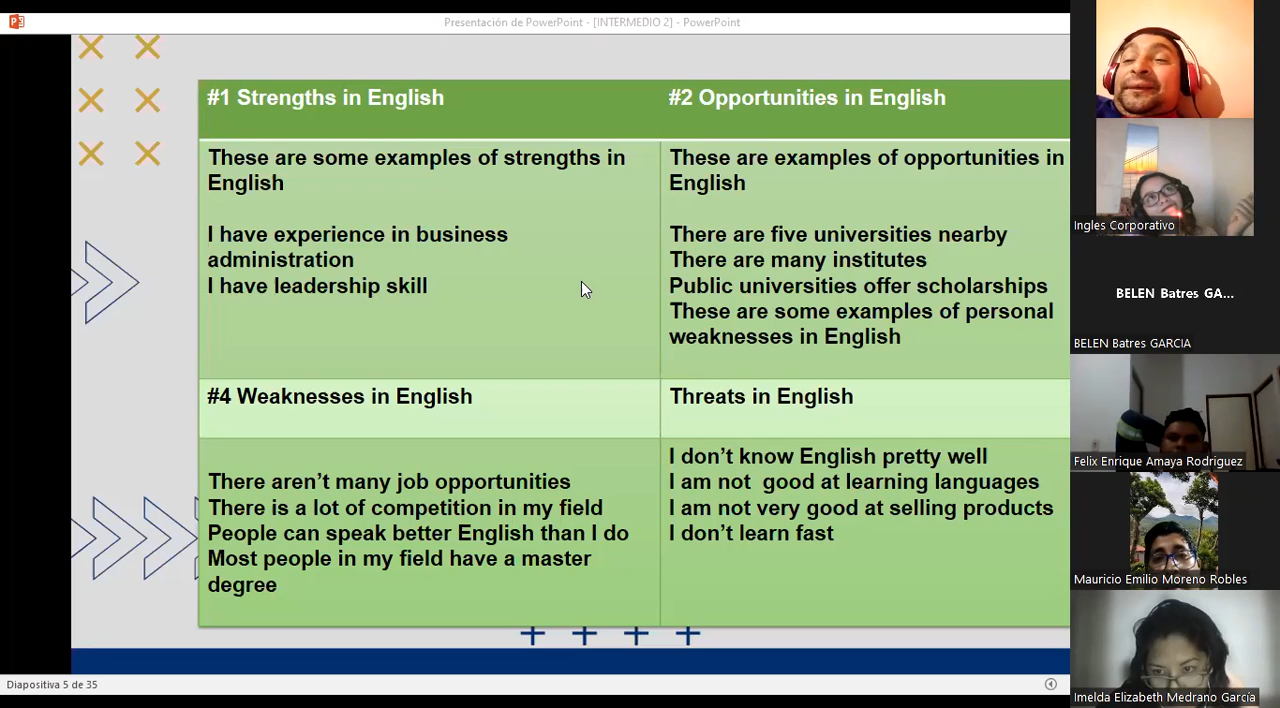 Presentación de PowerPoint - [INTERMEDIO 2] - PowerPoint
#1 Strengths in English
#2 Opportunities in English
These are some examples of strengths in
English
I have experience in business
administration
I have leadership skill
These are examples of opportunities in
English
There are five universities nearby
There are many institutes
Public universities offer scholarships
These are some examples of personal
weaknesses in English
#4 Weaknesses in English
Threats in English
There aren’t many job opportunities
There is a lot of competition in my field
People can speak better English than I do
Most people in my field have a master
degree
I don’t know English pretty well
I am not  good at learning languages
I am not very good at selling products
I don’t learn fast
Diapositiva 5 de 35
Ingles Corporativo
BELEN Batres GA...
BELEN Batres GARCIA
Felix Enrique Amaya Rodriguez
Mauricio Emilio Moreno Robles
Imelda Elizabeth Medrano García